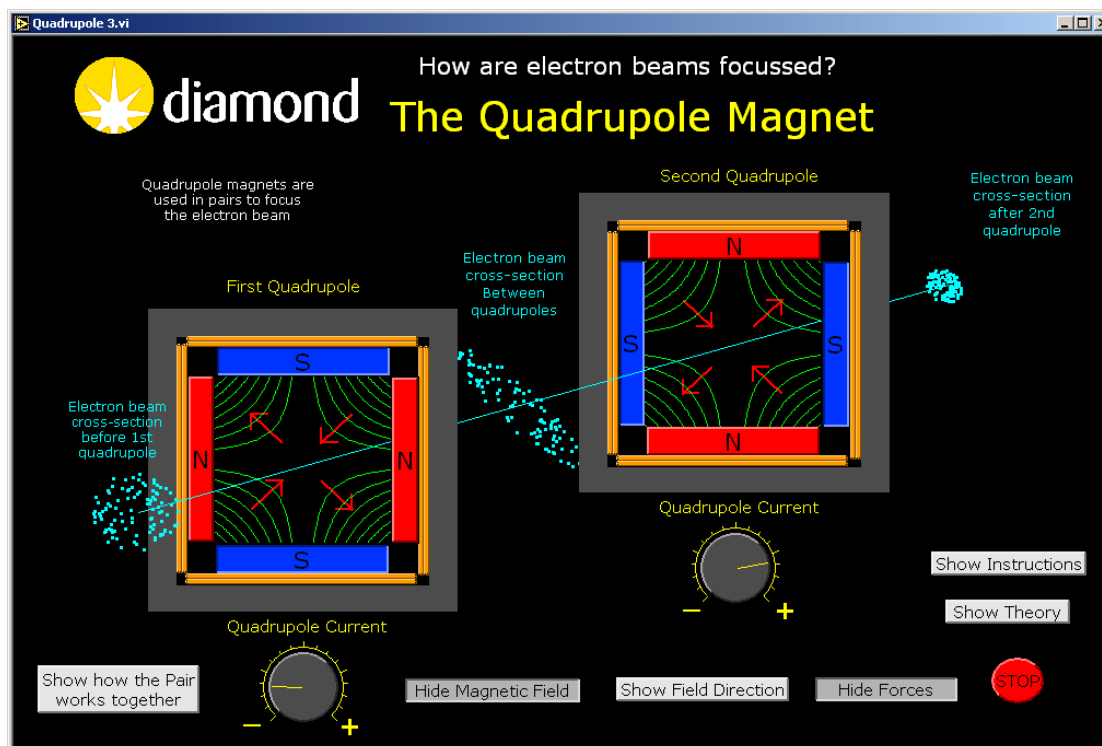 Quadrupole 3.vi
diamond
How are electron beams focussed?
The Quadrupole Magnet
Quadrupole magnets are
used in pairs to focus
the electron beam
Second Quadrupole
Electron beam
cross-section
after 2nd
quadrupole
N
S
S
N
Electron beam
cross-section
Between
quadrupoles
First Quadrupole
S
N
N
S
Electron beam
cross-section
before 1st
quadrupole
Quadrupole Current
− +
Quadrupole Current
− +
Show Instructions
Show Theory
Show how the Pair
works together
Hide Magnetic Field
Show Field Direction
Hide Forces
STOP